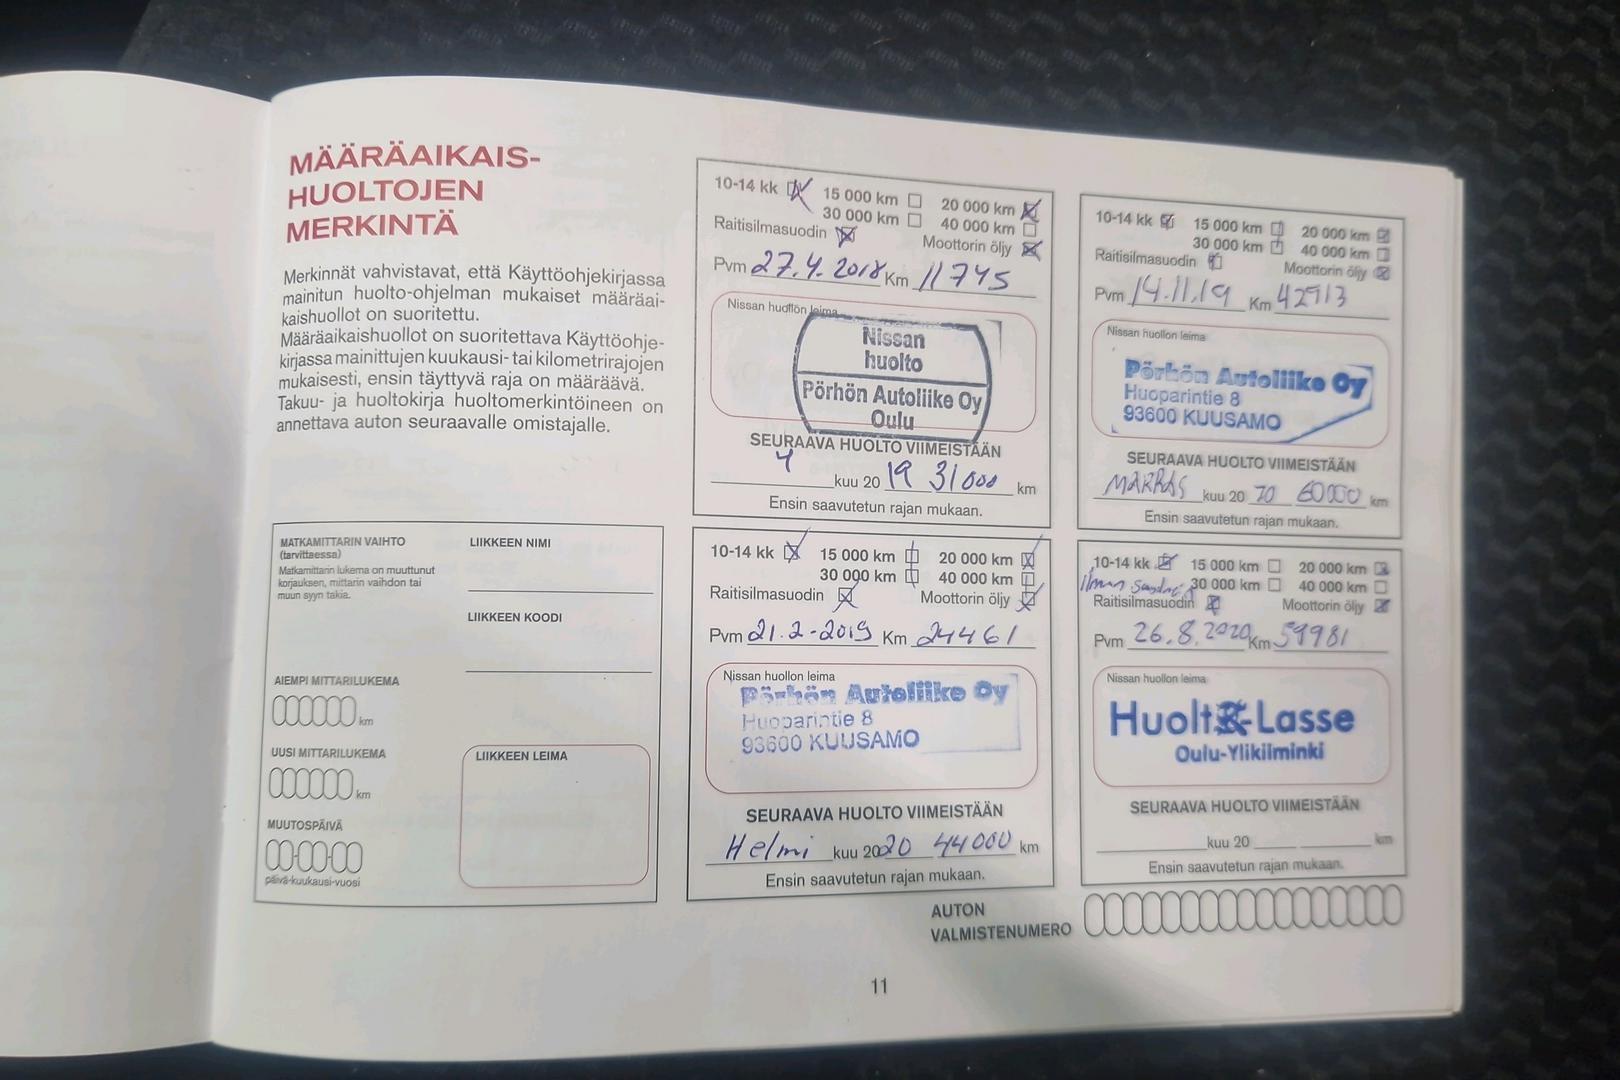 MÄÄRÄAIKAIS-
HUOLTOJEN
MERKINTÄ
Merkinnät vahvistavat, että Käyttöohjekirjassa
mainitun huolto-ohjelman mukaiset määräai-
kaishuollot on suoritettu.
Määräaikaishuollot on suoritettava Käyttöohje-
kirjassa mainittujen kuukausi- tai kilometrirajojen
mukaisesti, ensin täyttyvä raja on määräävä.
Takuu- ja huoltokirja huoltomerkintöineen on
annettava auton seuraavalle omistajalle.
MATKAMITTARIN VAIHTO
(tarvittaessa)
Matkamittarin lukema on muuttunut
korjauksen, mittarin vaihdon tai
muun syyn takia.
AIEMPI MITTARILUKEMA
km
UUSI MITTARILUKEMA
km
MUUTOSPÄIVÄ
päivä-kuukausi-vuosi
LIIKKEEN NIMI
LIIKKEEN KOODI
LIIKKEEN LEIMA
10-14 kk 15 000 km 20 000 km
30 000 km 40 000 km
Raitisilmasuodin Moottorin öljy
Pvm 27.4.2018 Km 11745
Nissan huollon leima
Nissan
huolto
Pörhön Autoliike Oy
Oulu
SEURAAVA HUOLTO VIIMEISTÄÄN
4 kuu 20 19 31000 km
Ensin saavutetun rajan mukaan.
10-14 kk 15 000 km 20 000 km
30 000 km 40 000 km
Raitisilmasuodin Moottorin öljy
Pvm 21.2-2019 Km 24461
Nissan huollon leima
Pörhön Autoliike Oy
Huoparintie 8
93600 KUUSAMO
SEURAAVA HUOLTO VIIMEISTÄÄN
Helmi kuu 2020 44000 km
Ensin saavutetun rajan mukaan.
10-14 kk 15 000 km 20 000 km
30 000 km 40 000 km
Raitisilmasuodin Moottorin öljy
Pvm 14.11.19 Km 42913
Nissan huollon leima
Pörhön Autoliike Oy
Huoparintie 8
93600 KUUSAMO
SEURAAVA HUOLTO VIIMEISTÄÄN
MARRAS kuu 20 20 60000 km
Ensin saavutetun rajan mukaan.
10-14 kk 15 000 km 20 000 km
ilman 30 000 km 40 000 km
Raitisilmasuodin Moottorin öljy
Pvm 26.8.2020 Km 59981
Nissan huollon leima
Huolto-Lasse
Oulu-Ylikiiminki
SEURAAVA HUOLTO VIIMEISTÄÄN
kuu 20 km
Ensin saavutetun rajan mukaan.
AUTON
VALMISTENUMERO
11